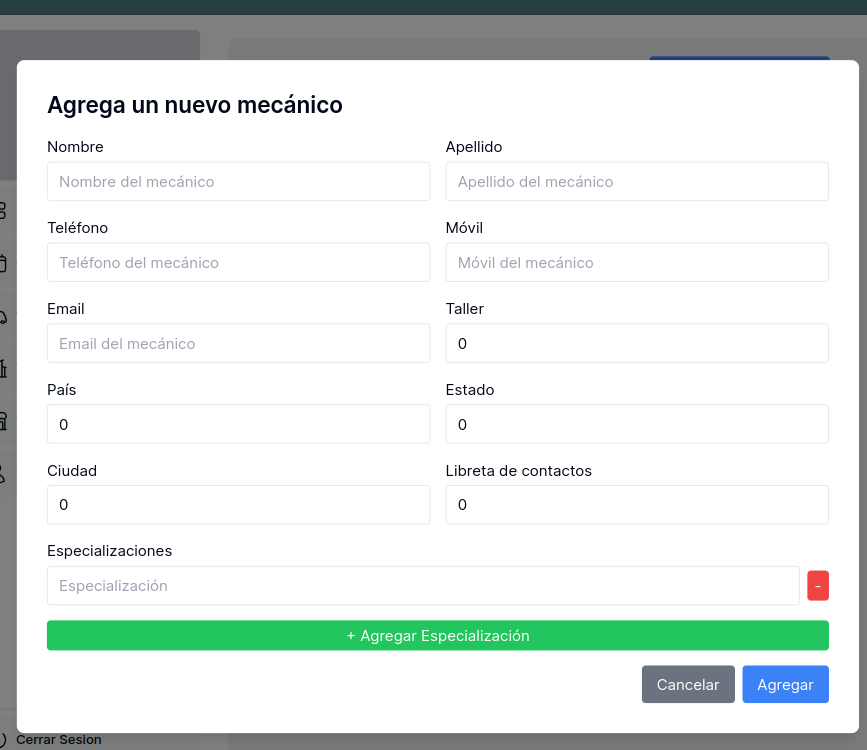 Agrega un nuevo mecánico
Nombre
Apellido
Nombre del mecánico
Apellido del mecánico
Teléfono
Móvil
Teléfono del mecánico
Móvil del mecánico
Email
Taller
Email del mecánico
0
País
Estado
0
0
Ciudad
Libreta de contactos
0
0
Especializaciones
Especialización
-
+ Agregar Especialización
Cancelar
Agregar
Cerrar Sesion